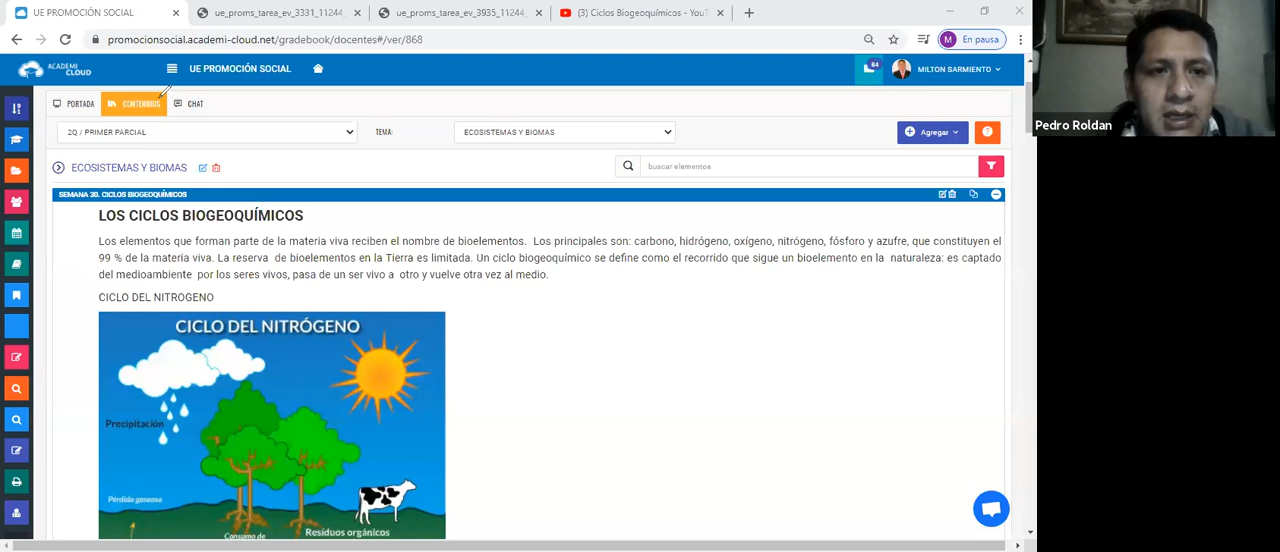 UE PROMOCIÓN SOCIAL
ue_proms_tarea_ev_3331_11244
ue_proms_tarea_ev_3935_11244
(3) Ciclos Biogeoquímicos - YouT
promocionsocial.academi-cloud.net/gradebook/docentes#/ver/868
M En pausa
ACADEMI CLOUD
UE PROMOCIÓN SOCIAL
84
MILTON SARMIENTO
Pedro Roldan
PORTADA
CONTENIDOS
CHAT
2Q / PRIMER PARCIAL
TEMA:
ECOSISTEMAS Y BIOMAS
Agregar
ECOSISTEMAS Y BIOMAS
buscar elementos
SEMANA 30. CICLOS BIOGEOQUÍMICOS
LOS CICLOS BIOGEOQUÍMICOS
Los elementos que forman parte de la materia viva reciben el nombre de bioelementos. Los principales son: carbono, hidrógeno, oxígeno, nitrógeno, fósforo y azufre, que constituyen el
99 % de la materia viva. La reserva de bioelementos en la Tierra es limitada. Un ciclo biogeoquímico se define como el recorrido que sigue un bioelemento en la naturaleza: es captado
del medioambiente por los seres vivos, pasa de un ser vivo a otro y vuelve otra vez al medio.
CICLO DEL NITROGENO
CICLO DEL NITRÓGENO
Precipitación
Pérdida gaseosa
Residuos orgánicos
Consumo de